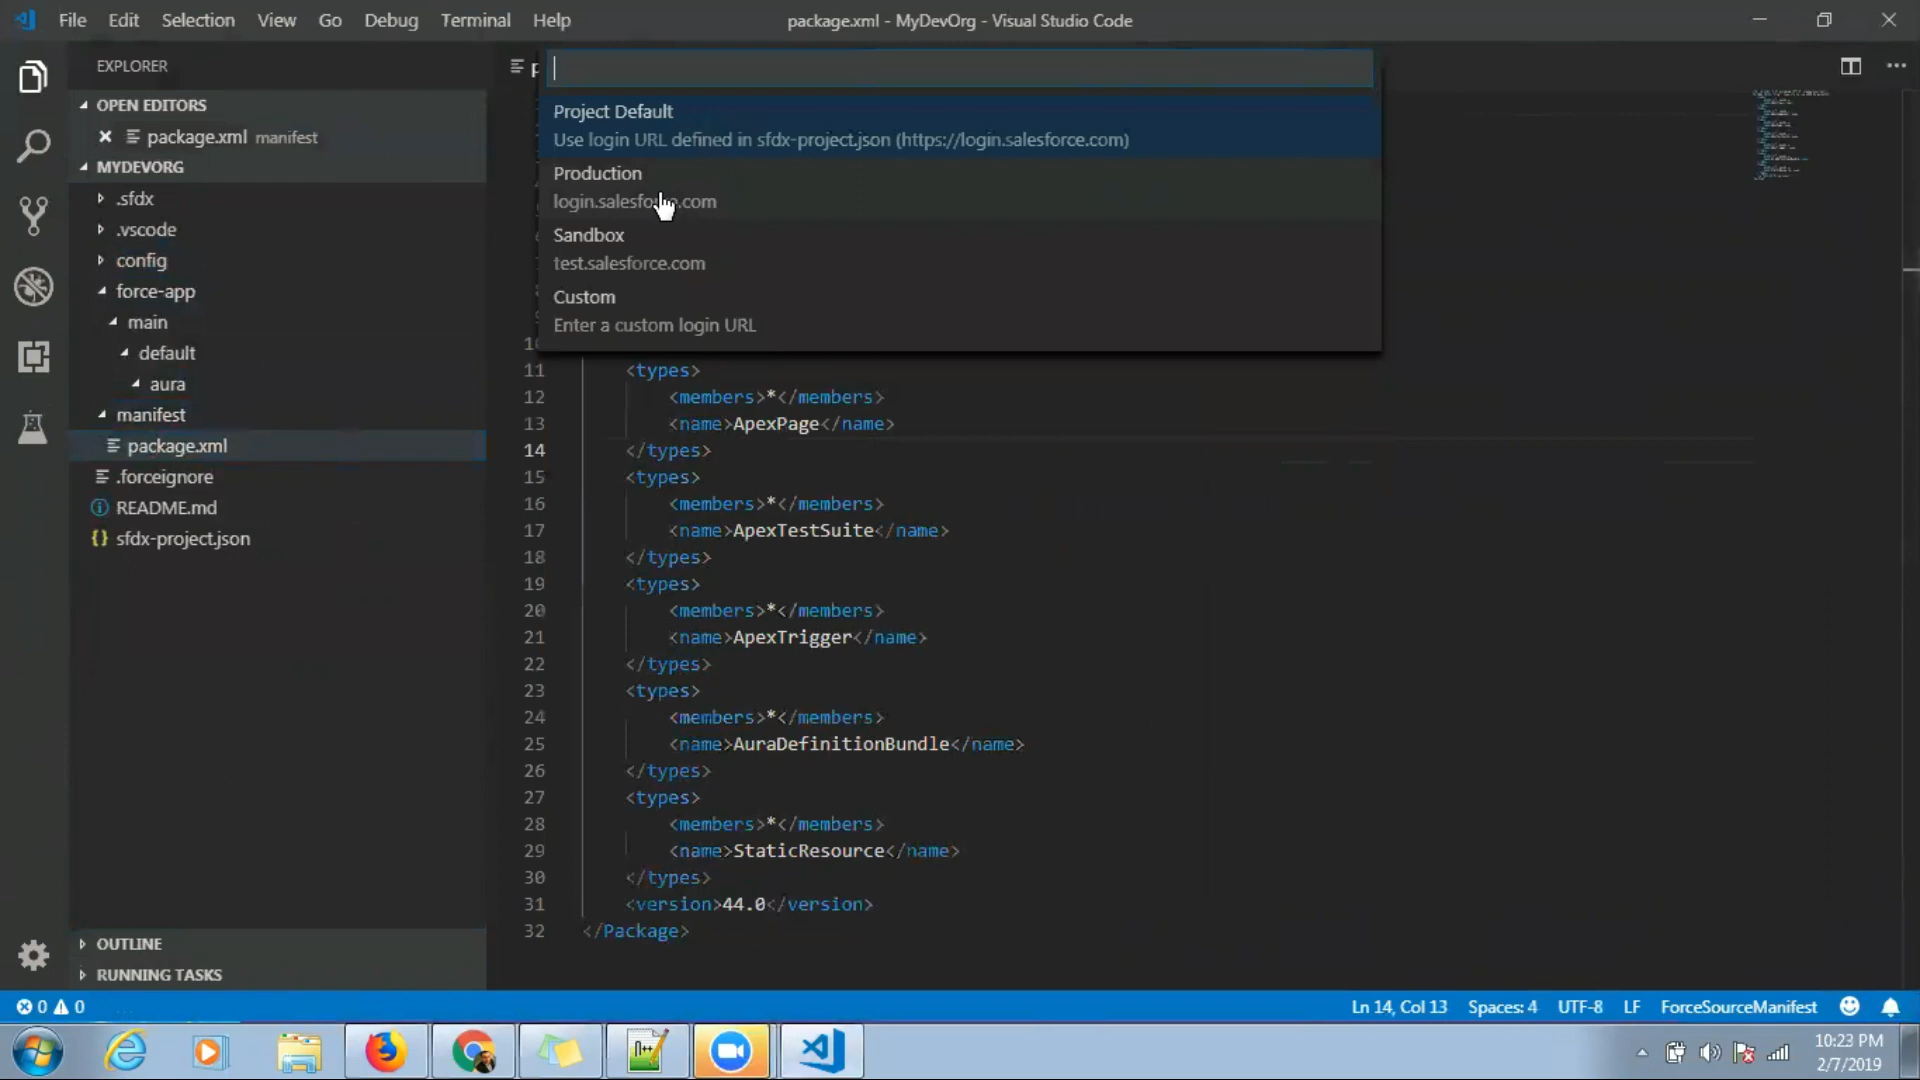 File Edit Selection View Go Debug Terminal Help
package.xml - MyDevOrg - Visual Studio Code
EXPLORER
OPEN EDITORS
package.xml manifest
MYDEVORG
.sfdx
.vscode
config
force-app
main
default
aura
manifest
package.xml
.forceignore
README.md
sfdx-project.json
OUTLINE
RUNNING TASKS
Project Default
Use login URL defined in sfdx-project.json (https://login.salesforce.com)
Production
login.salesforce.com
Sandbox
test.salesforce.com
Custom
Enter a custom login URL
11 <types>
12 <members>*</members>
13 <name>ApexPage</name>
14 </types>
15 <types>
16 <members>*</members>
17 <name>ApexTestSuite</name>
18 </types>
19 <types>
20 <members>*</members>
21 <name>ApexTrigger</name>
22 </types>
23 <types>
24 <members>*</members>
25 <name>AuraDefinitionBundle</name>
26 </types>
27 <types>
28 <members>*</members>
29 <name>StaticResource</name>
30 </types>
31 <version>44.0</version>
32 </Package>
0 0
Ln 14, Col 13 Spaces: 4 UTF-8 LF ForceSourceManifest
10:23 PM
2/7/2019